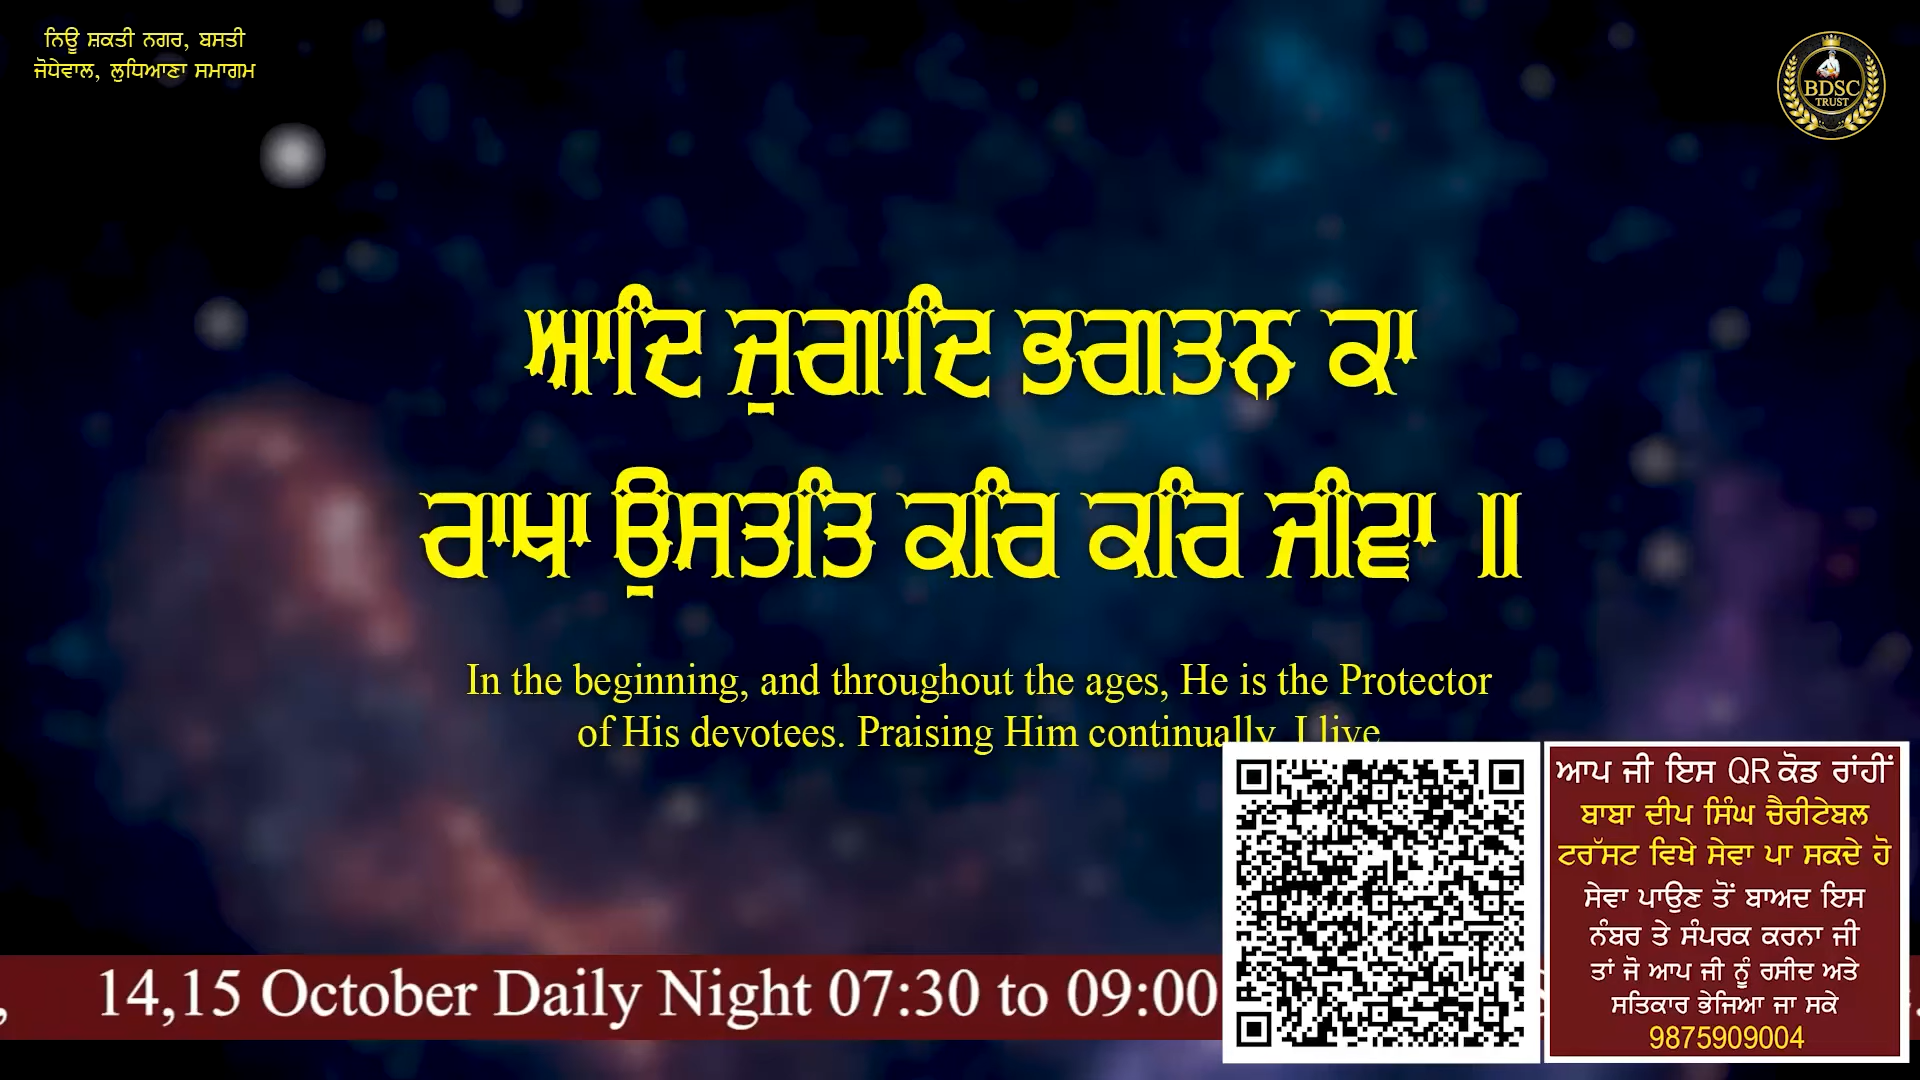 ਨਿਊ ਸ਼ਕਤੀ ਨਗਰ, ਬਸਤੀ
ਜੋਧੇਵਾਲ, ਲੁਧਿਆਣਾ ਸਮਾਗਮ
BDSC
TRUST
ਆਦਿ ਜੁਗਾਦਿ ਭਗਤਨ ਕਾ
ਰਾਖਾ ਉਸਤਤਿ ਕਰਿ ਕਰਿ ਜੀਵਾ ॥
In the beginning, and throughout the ages, He is the Protector
of His devotees. Praising Him continually, I live
ਆਪ ਜੀ ਇਸ QR ਕੋਡ ਰਾਂਹੀਂ
ਬਾਬਾ ਦੀਪ ਸਿੰਘ ਚੈਰੀਟੇਬਲ
ਟਰੱਸਟ ਵਿਖੇ ਸੇਵਾ ਪਾ ਸਕਦੇ ਹੋ
ਸੇਵਾ ਪਾਉਣ ਤੋਂ ਬਾਅਦ ਇਸ
ਨੰਬਰ ਤੇ ਸੰਪਰਕ ਕਰਨਾ ਜੀ
ਤਾਂ ਜੋ ਆਪ ਜੀ ਨੂੰ ਰਸੀਦ ਅਤੇ
ਸਤਿਕਾਰ ਭੇਜਿਆ ਜਾ ਸਕੇ
9875909004
, 14,15 October Daily Night 07:30 to 09:00